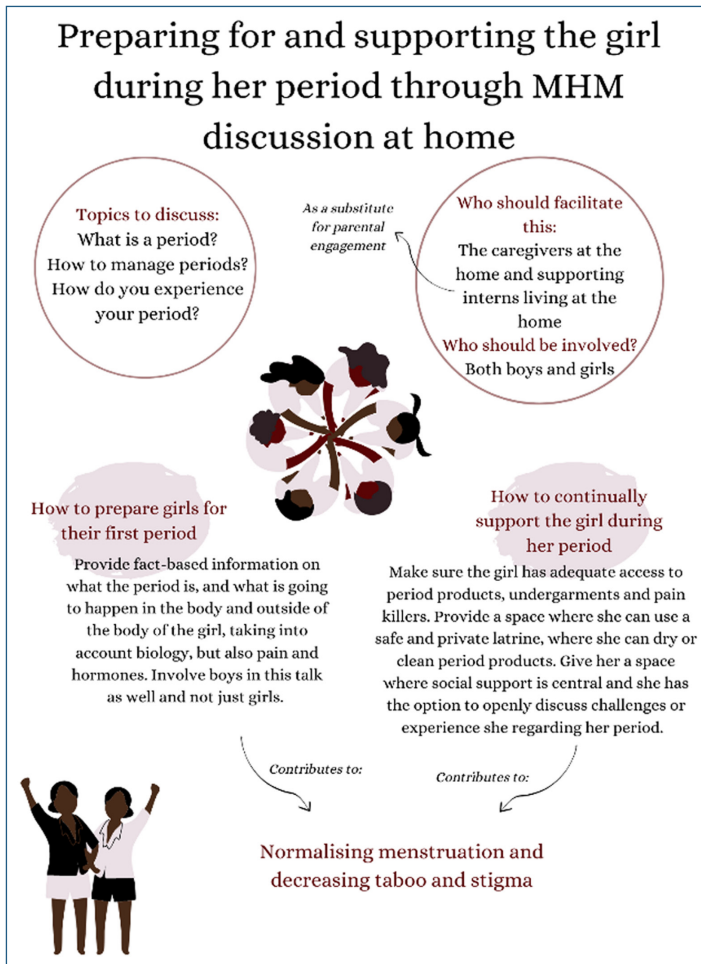 Preparing for and supporting the girl
during her period through MHM
discussion at home
Topics to discuss:
What is a period?
How to manage periods?
How do you experience
your period?
As a substitute
for parental
engagement
Who should facilitate
this:
The caregivers at the
home and supporting
interns living at the
home
Who should be involved?
Both boys and girls
How to prepare girls for
their first period
Provide fact-based information on
what the period is, and what is going
to happen in the body and outside of
the body of the girl, taking into
account biology, but also pain and
hormones. Involve boys in this talk
as well and not just girls.
How to continually
support the girl during
her period
Make sure the girl has adequate access to
period products, undergarments and pain
killers. Provide a space where she can use a
safe and private latrine, where she can dry or
clean period products. Give her a space
where social support is central and she has
the option to openly discuss challenges or
experience she regarding her period.
Contributes to:
Contributes to:
Normalising menstruation and
decreasing taboo and stigma